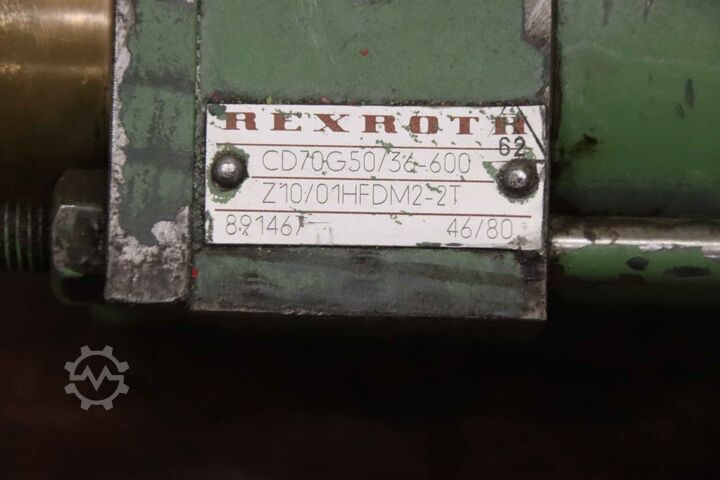 REXROTH
62
CD70G50/36-600
Z10/01HFDM2-2T
891467 46/80